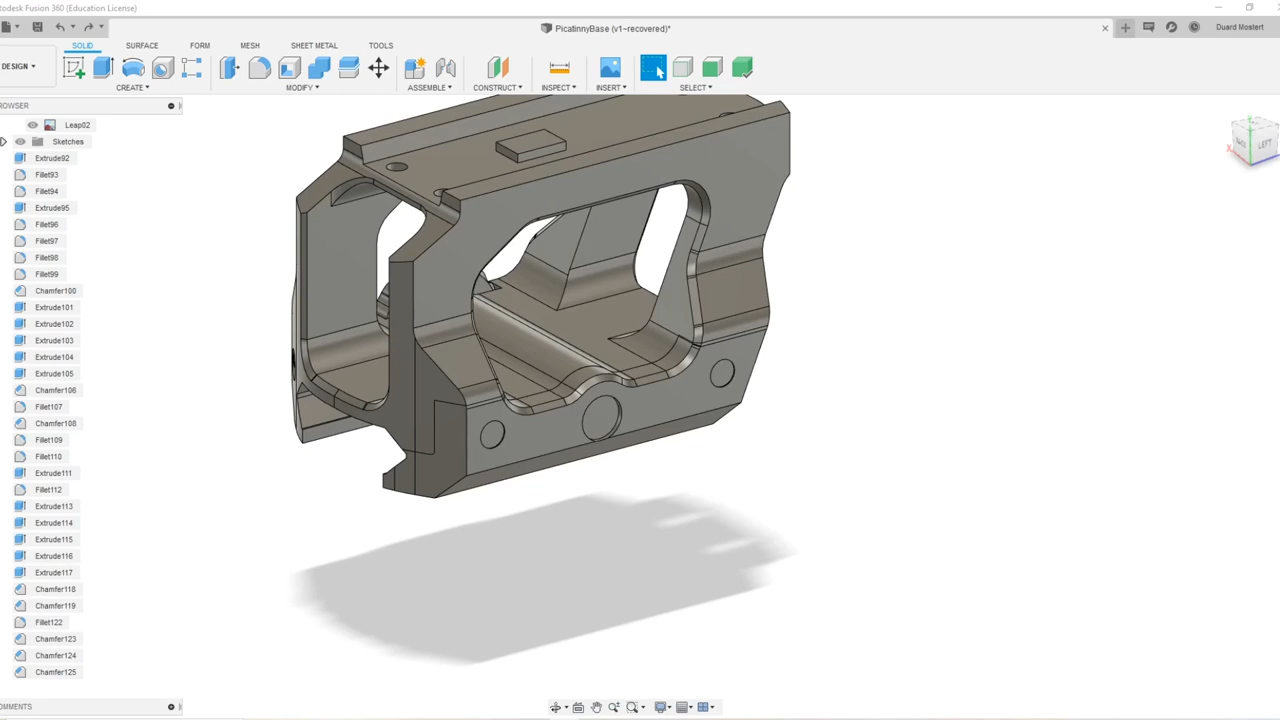 utodesk Fusion 360 (Education License)
PicatinnyBase (v1~recovered)*
Duard Mostert
SOLID SURFACE FORM MESH SHEET METAL TOOLS
DESIGN
CREATE MODIFY ASSEMBLE CONSTRUCT INSPECT INSERT SELECT
ROWSER
Leap02
Sketches
Extrude92
Fillet93
Fillet94
Extrude95
Fillet96
Fillet97
Fillet98
Fillet99
Chamfer100
Extrude101
Extrude102
Extrude103
Extrude104
Extrude105
Chamfer106
Fillet107
Chamfer108
Fillet109
Fillet110
Extrude111
Fillet112
Extrude113
Extrude114
Extrude115
Extrude116
Extrude117
Chamfer118
Chamfer119
Fillet122
Chamfer123
Chamfer124
Chamfer125
OMMENTS
LEFT